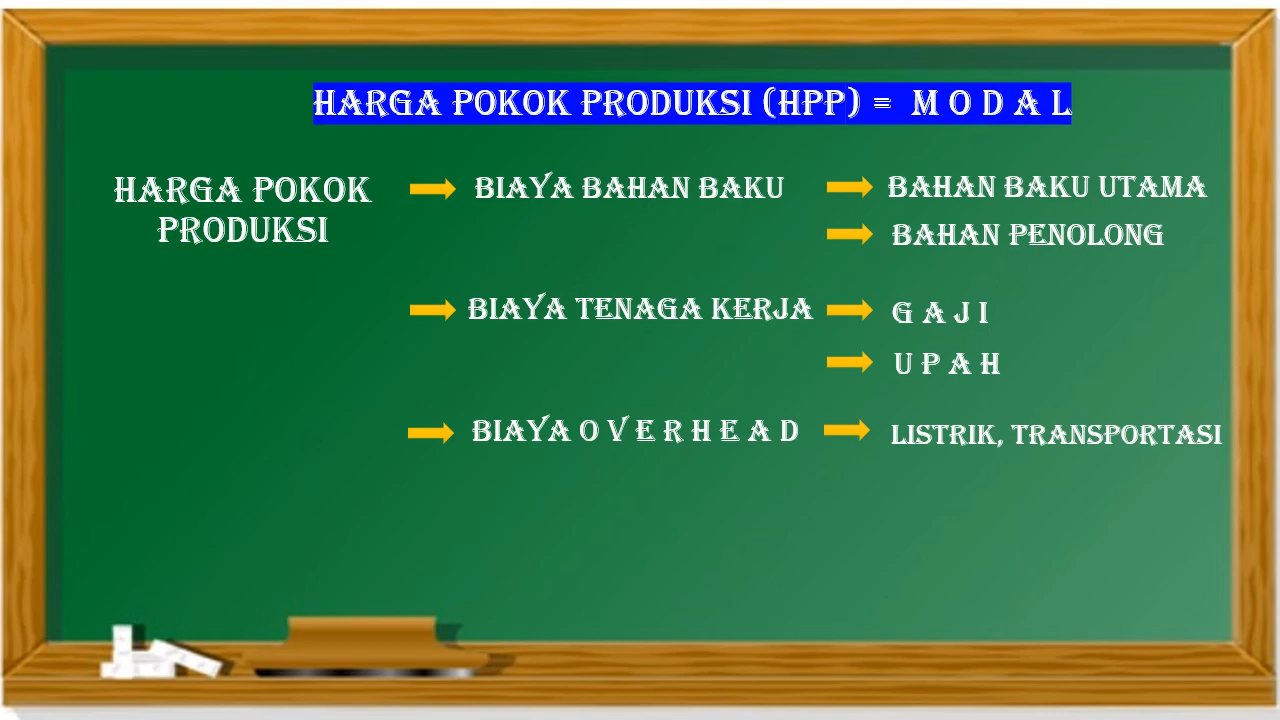 HARGA POKOK PRODUKSI (HPP) = M O D A L
HARGA POKOK
PRODUKSI
BIAYA BAHAN BAKU
BAHAN BAKU UTAMA
BAHAN PENOLONG
BIAYA TENAGA KERJA
G A J I
U P A H
BIAYA O V E R H E A D
LISTRIK, TRANSPORTASI